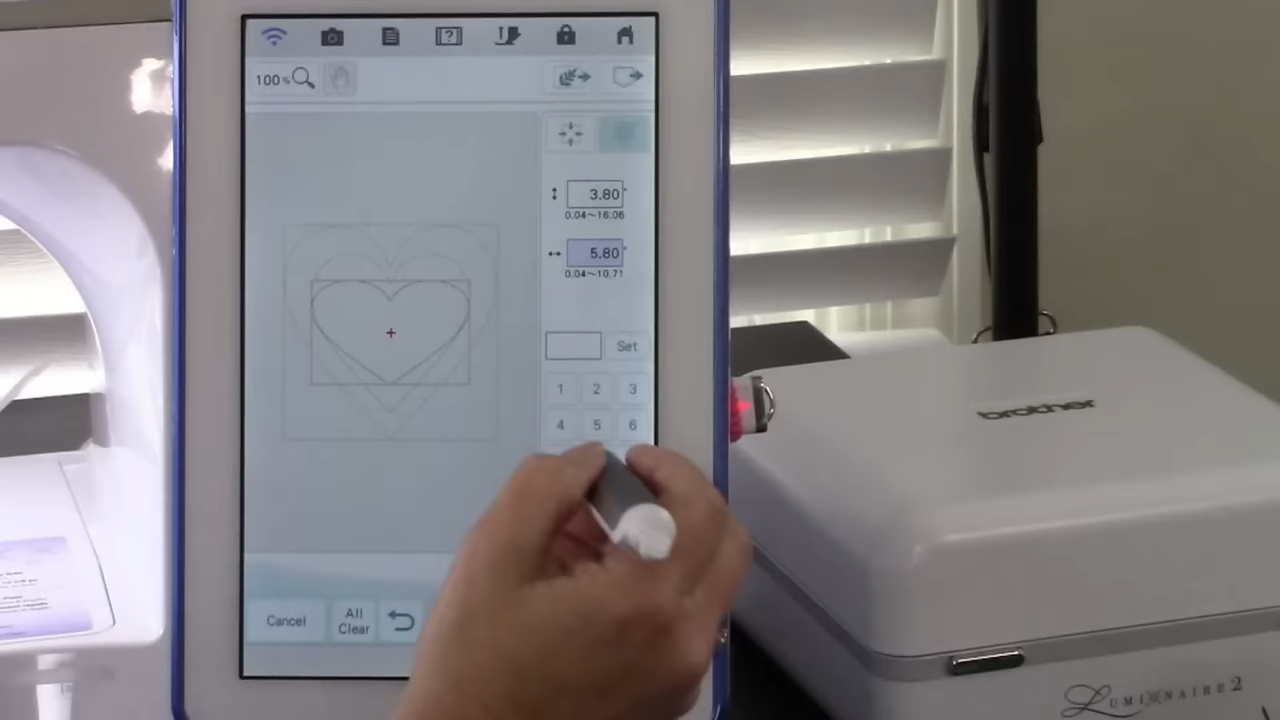 ?
100%
3.80"
0.04~16.06
5.80"
0.04~10.71
Set
1 2 3
4 5 6
Cancel
All
Clear
brother
LUMINAIRE 2